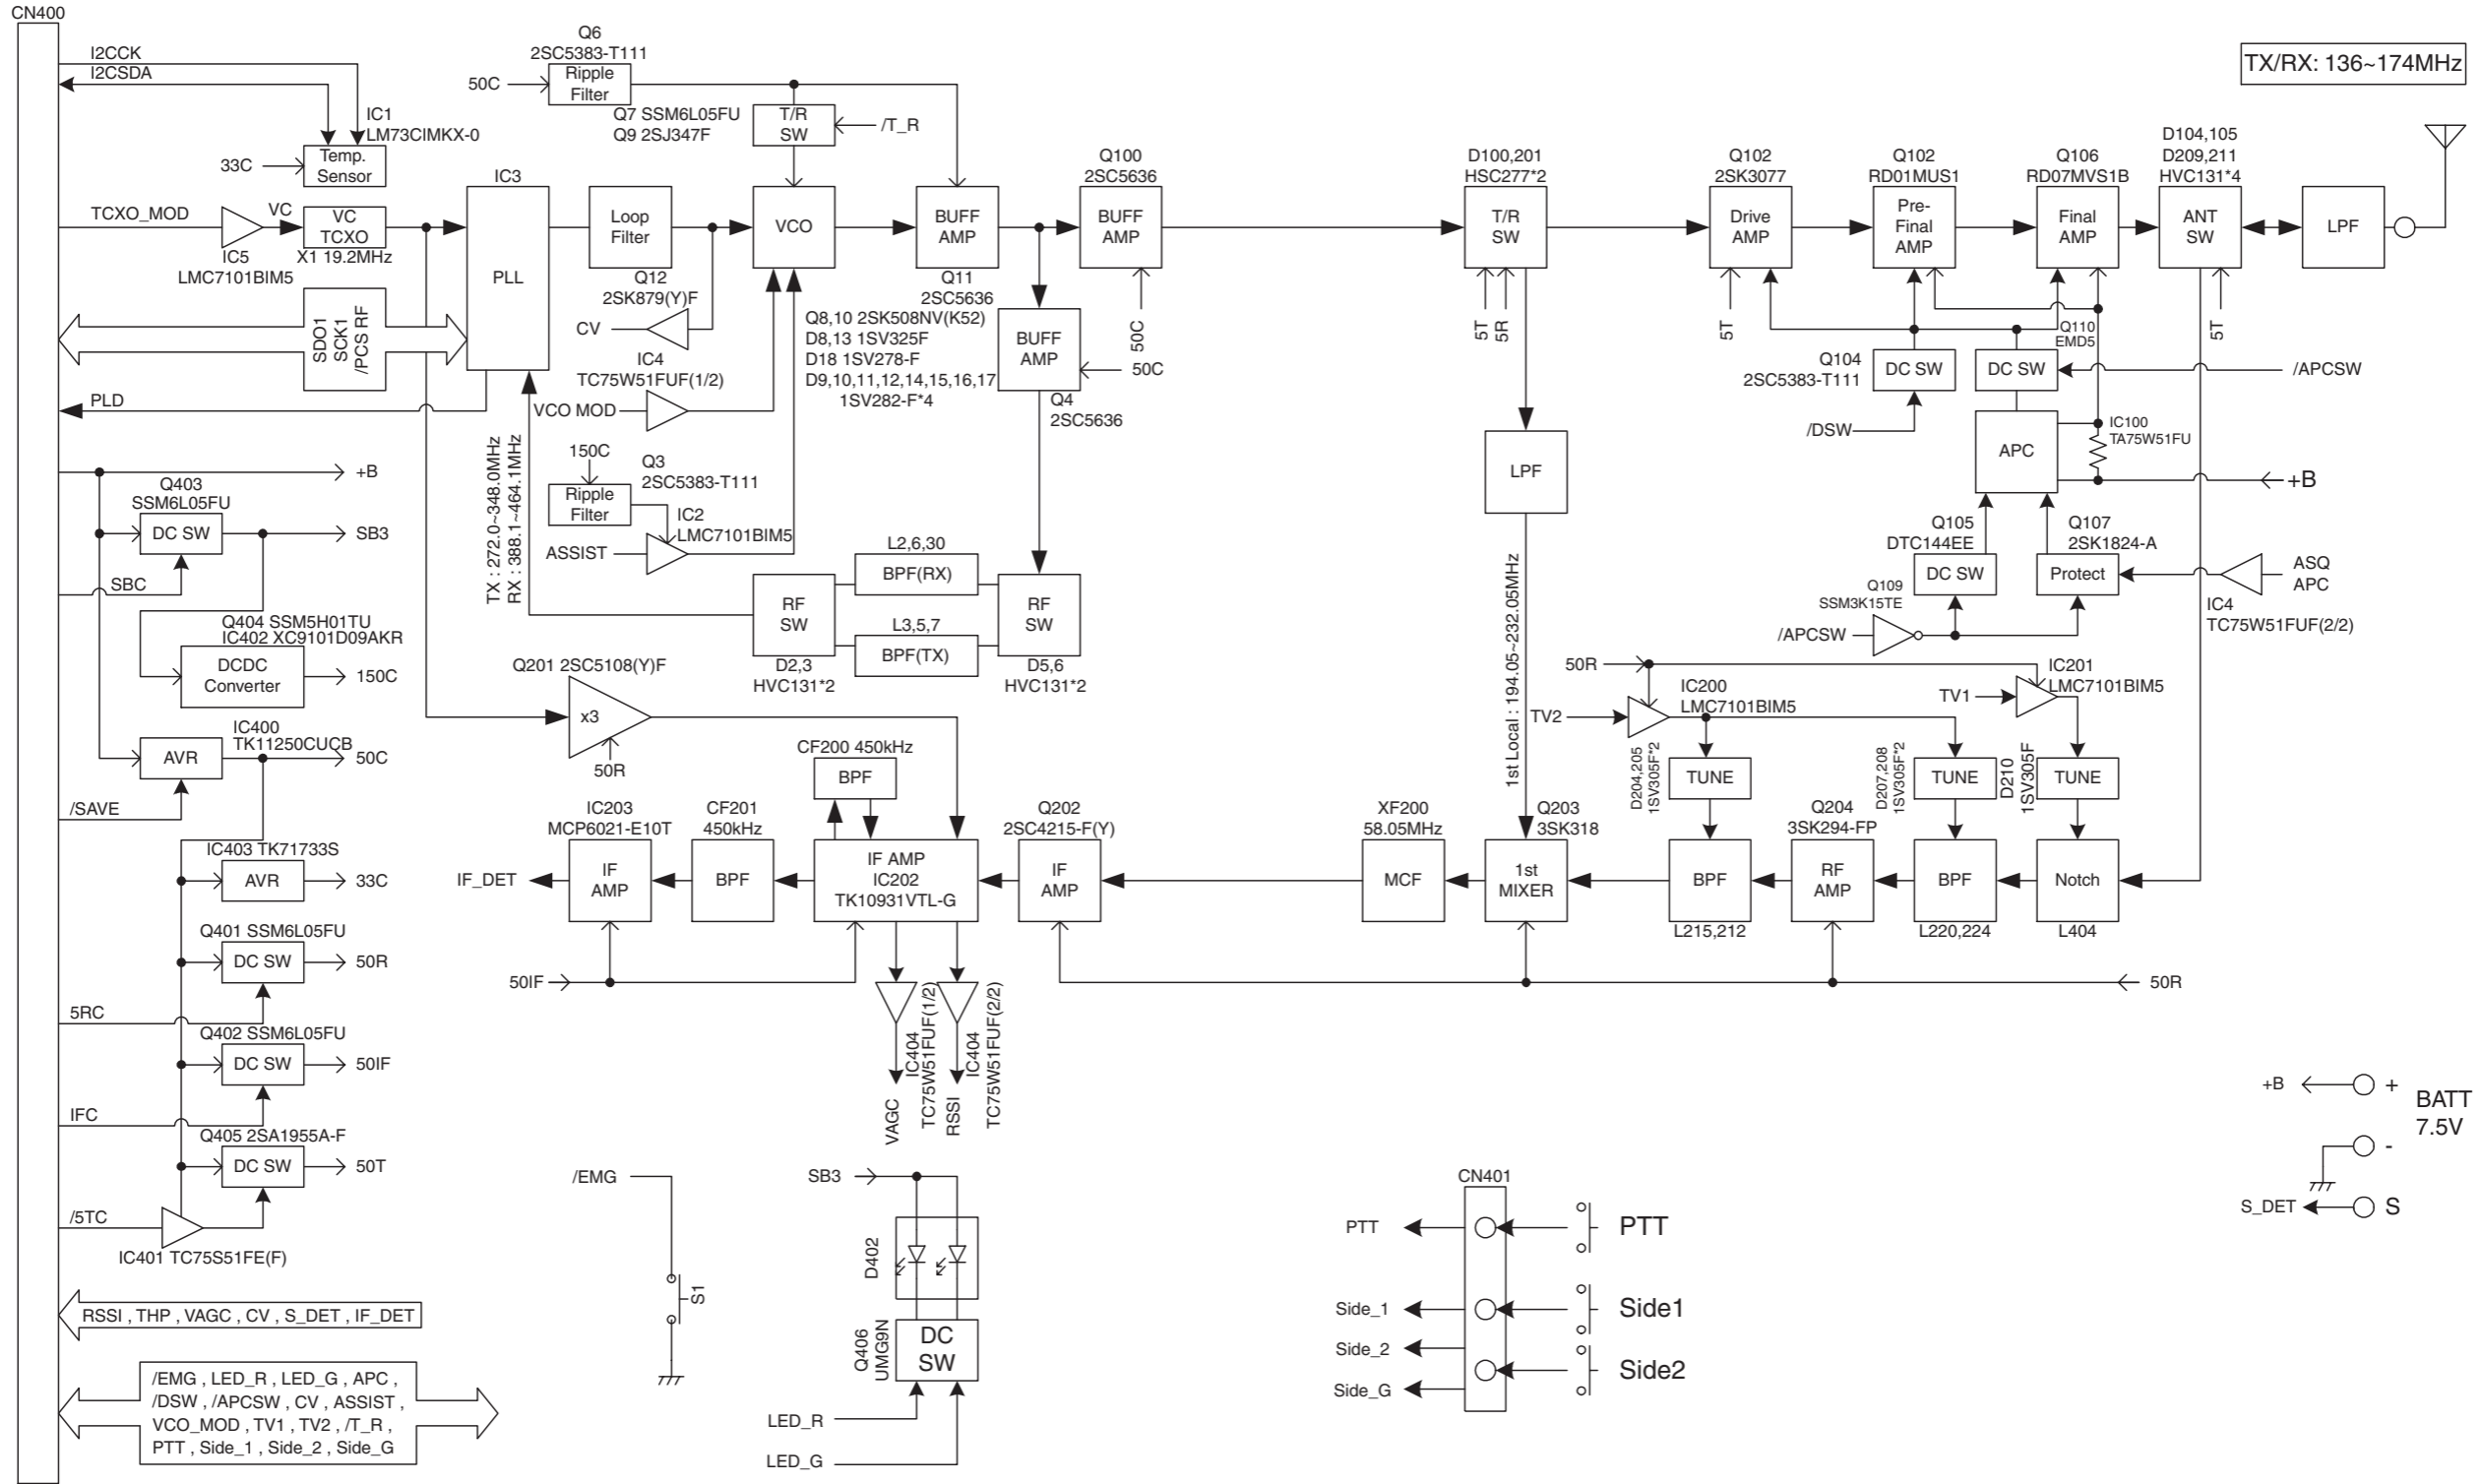 CN400
I2CCK
I2CSDA
IC1
LM73CIMKX-0
33C
Temp.
Sensor
TCXO_MOD
VC
VC
TCXO
X1 19.2MHz
IC5
LMC7101BIM5
SDO1
SCK1
/PCS RF
PLD
IC3
PLL
Q6
2SC5383-T111
50C
Ripple
Filter
Q7 SSM6L05FU
Q9 2SJ347F
T/R
SW
/T_R
Loop
Filter
Q12
2SK879(Y)F
CV
VCO
BUFF
AMP
Q11
2SC5636
Q8,10 2SK508NV(K52)
D8,13 1SV325F
D18 1SV278-F
D9,10,11,12,14,15,16,17
1SV282-F*4
IC4
TC75W51FUF(1/2)
VCO MOD
150C
Q3
2SC5383-T111
Ripple
Filter
IC2
LMC7101BIM5
ASSIST
TX : 272.0~348.0MHz
RX : 388.1~464.1MHz
Q100
2SC5636
BUFF
AMP
50C
BUFF
AMP
50C
Q4
2SC5636
L2,6,30
BPF(RX)
RF
SW
RF
SW
L3,5,7
BPF(TX)
D2,3
HVC131*2
D5,6
HVC131*2
TX/RX: 136~174MHz
D100,201
HSC277*2
T/R
SW
5T
5R
LPF
1st Local : 194.05~232.05MHz
Q102
2SK3077
Drive
AMP
5T
Q102
RD01MUS1
Pre-
Final
AMP
Q106
RD07MVS1B
Final
AMP
D104,105
D209,211
HVC131*4
ANT
SW
5T
LPF
Q104
2SC5383-T111
DC SW
/DSW
Q110
EMD5
DC SW
/APCSW
APC
IC100
TA75W51FU
+B
Q105
DTC144EE
DC SW
Q107
2SK1824-A
Protect
ASQ
APC
IC4
TC75W51FUF(2/2)
Q109
SSM3K15TE
/APCSW
50R
IC201
LMC7101BIM5
TV1
IC200
LMC7101BIM5
TV2
D204,205
1SV305F*2
TUNE
D207,208
1SV305F*2
TUNE
D210
1SV305F
TUNE
+B
Q403
SSM6L05FU
DC SW
SB3
SBC
Q404 SSM5H01TU
IC402 XC9101D09AKR
DCDC
Converter
150C
IC400
TK11250CUCB
AVR
50C
/SAVE
IC403 TK71733S
AVR
33C
Q401 SSM6L05FU
DC SW
50R
5RC
Q402 SSM6L05FU
DC SW
50IF
IFC
Q405 2SA1955A-F
DC SW
50T
/5TC
IC401 TC75S51FE(F)
Q201 2SC5108(Y)F
x3
50R
CF200 450kHz
BPF
IC203
MCP6021-E10T
IF
AMP
IF_DET
CF201
450kHz
BPF
IF AMP
IC202
TK10931VTL-G
Q202
2SC4215-F(Y)
IF
AMP
XF200
58.05MHz
MCF
Q203
3SK318
1st
MIXER
BPF
L215,212
Q204
3SK294-FP
RF
AMP
BPF
L220,224
Notch
L404
50IF
50R
IC404
TC75W51FUF(1/2)
VAGC
IC404
TC75W51FUF(2/2)
RSSI
RSSI , THP , VAGC , CV , S_DET , IF_DET
/EMG , LED_R , LED_G , APC ,
/DSW , /APCSW , CV , ASSIST ,
VCO_MOD , TV1 , TV2 , /T_R ,
PTT , Side_1 , Side_2 , Side_G
/EMG
S1
SB3
D402
Q406
UMG9N
DC
SW
LED_R
LED_G
CN401
PTT
PTT
Side_1
Side1
Side_2
Side2
Side_G
+B
+
BATT
7.5V
-
S_DET
S